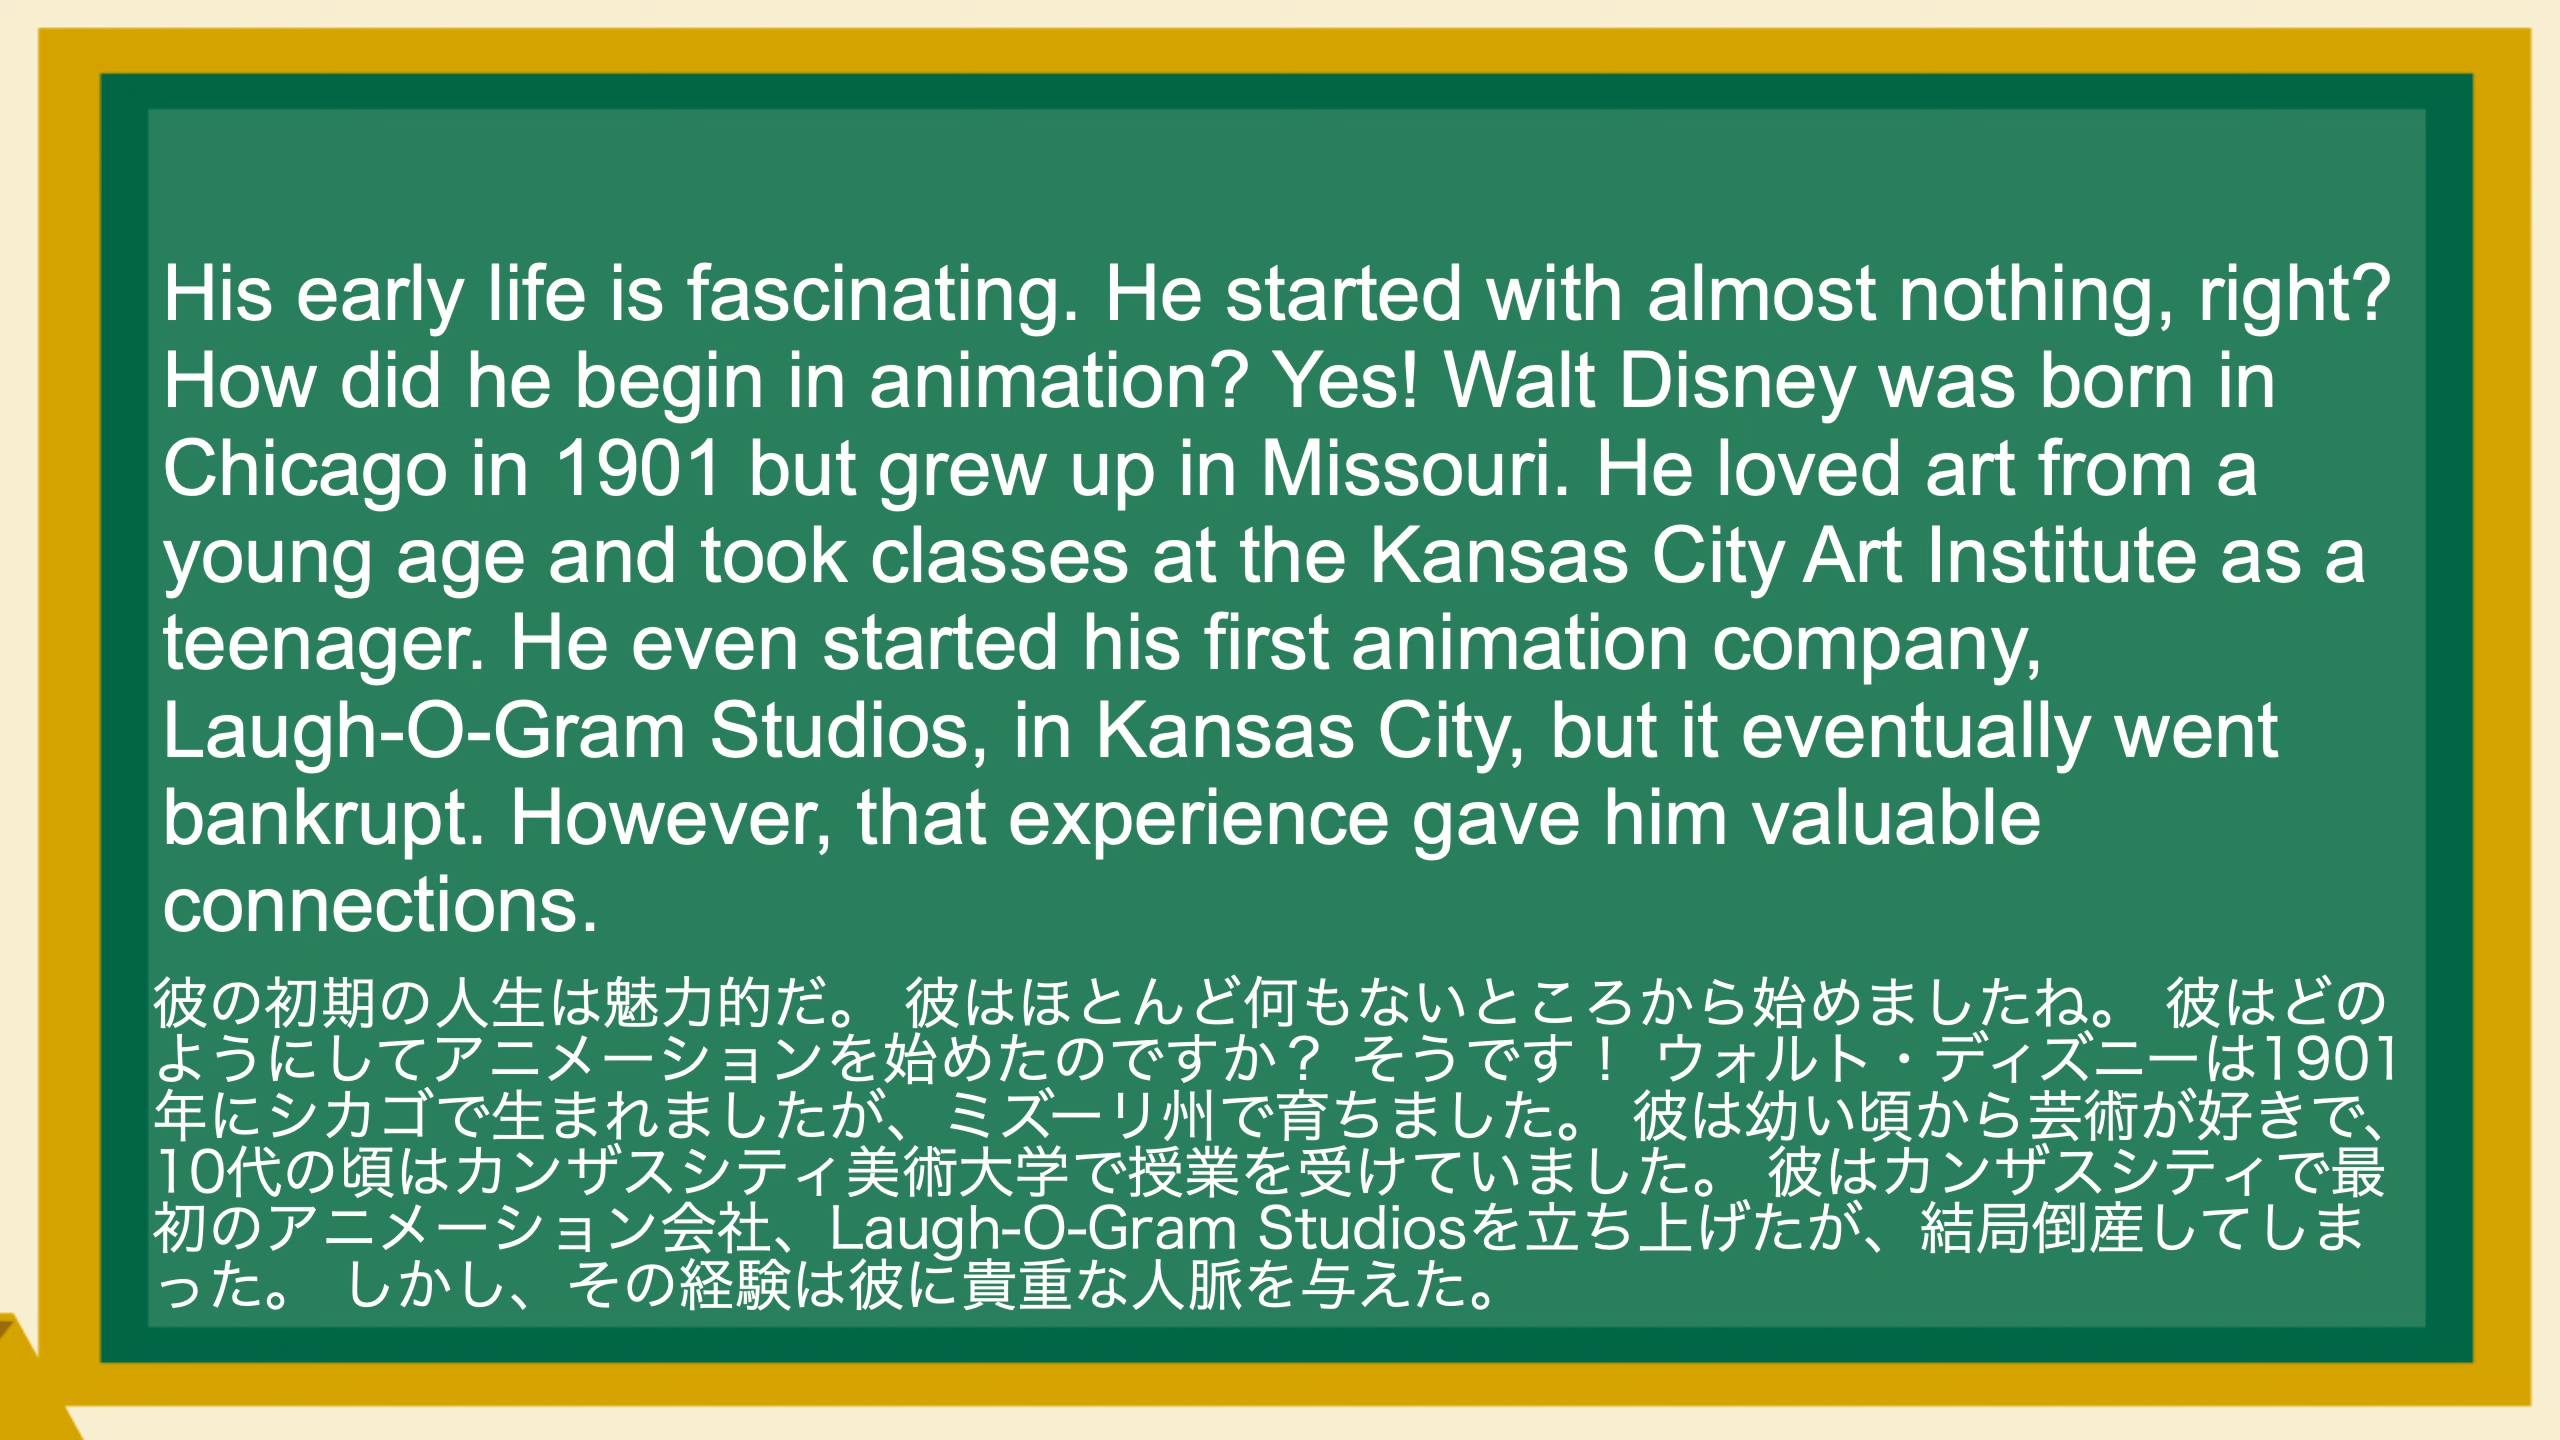 His early life is fascinating. He started with almost nothing, right?
How did he begin in animation? Yes! Walt Disney was born in
Chicago in 1901 but grew up in Missouri. He loved art from a
young age and took classes at the Kansas City Art Institute as a
teenager. He even started his first animation company,
Laugh-O-Gram Studios, in Kansas City, but it eventually went
bankrupt. However, that experience gave him valuable
connections.
彼の初期の人生は魅力的だ。 彼はほとんど何もないところから始めましたね。 彼はどの
ようにしてアニメーションを始めたのですか？ そうです！ ウォルト・ディズニーは1901
年にシカゴで生まれましたが、ミズーリ州で育ちました。 彼は幼い頃から芸術が好きで、
10代の頃はカンザスシティ美術大学で授業を受けていました。 彼はカンザスシティで最
初のアニメーション会社、Laugh-O-Gram Studiosを立ち上げたが、結局倒産してしま
った。 しかし、その経験は彼に貴重な人脈を与えた。